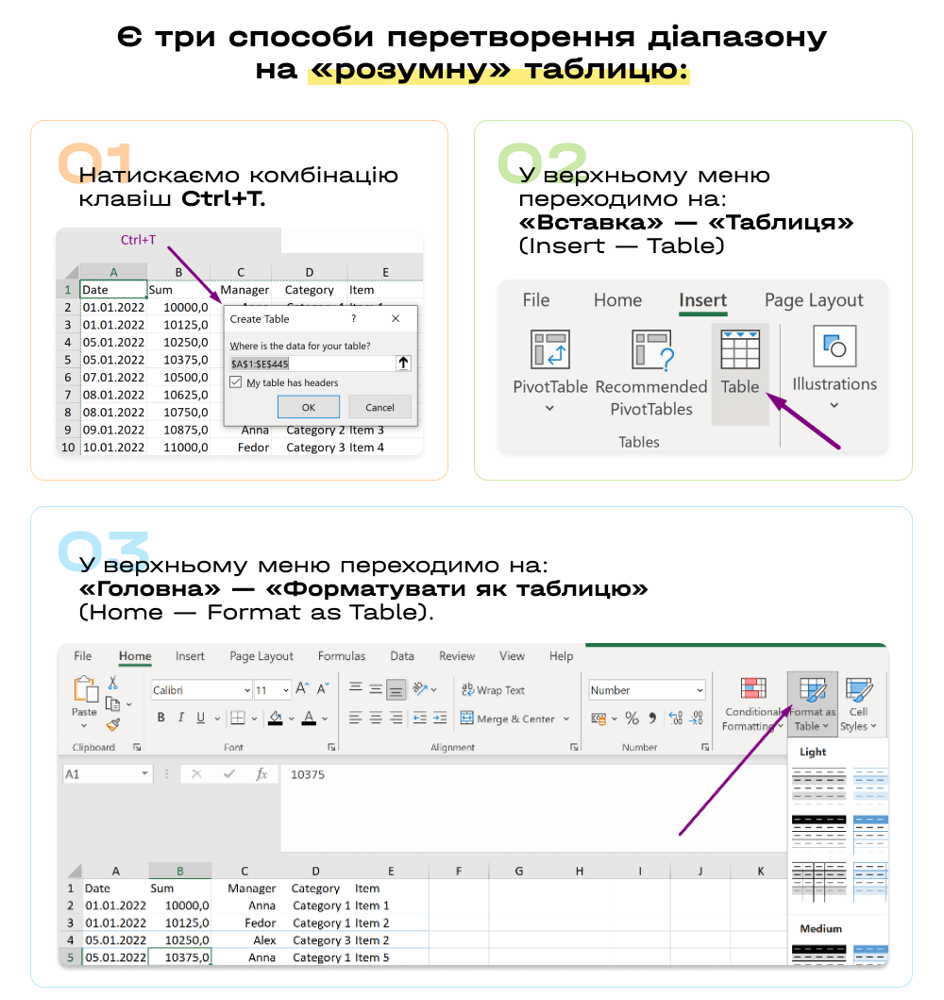 Є три способи перетворення діапазону
на «розумну» таблицю:
01
Натискаємо комбінацію
клавіш Ctrl+T.
Ctrl+T
A B C D E
1 Date Sum Manager Category Item
2 01.01.2022 10000,0
3 01.01.2022 10125,0
4 05.01.2022 10250,0
5 05.01.2022 10375,0
6 07.01.2022 10500,0
7 08.01.2022 10625,0
8 08.01.2022 10750,0
9 09.01.2022 10875,0 Anna Category 2 Item 3
10 10.01.2022 11000,0 Fedor Category 3 Item 4
Create Table ? ×
Where is the data for your table?
$A$1:$E$445
My table has headers
OK Cancel
02
У верхньому меню
переходимо на:
«Вставка» — «Таблиця»
(Insert — Table)
File Home Insert Page Layout
PivotTable Recommended PivotTables Table Illustrations
Tables
03
У верхньому меню переходимо на:
«Головна» — «Форматувати як таблицю»
(Home — Format as Table).
File Home Insert Page Layout Formulas Data Review View Help
Paste
Calibri 11
B I U
Wrap Text
Merge & Center
Number
Conditional Formatting
Format as Table
Cell Styles
Clipboard Font Alignment Number
Light
A1 fx 10375
A B C D E F G H I J K
1 Date Sum Manager Category Item
2 01.01.2022 10000,0 Anna Category 1 Item 1
3 01.01.2022 10125,0 Fedor Category 1 Item 2
4 05.01.2022 10250,0 Alex Category 3 Item 2
5 05.01.2022 10375,0 Anna Category 1 Item 5
Medium